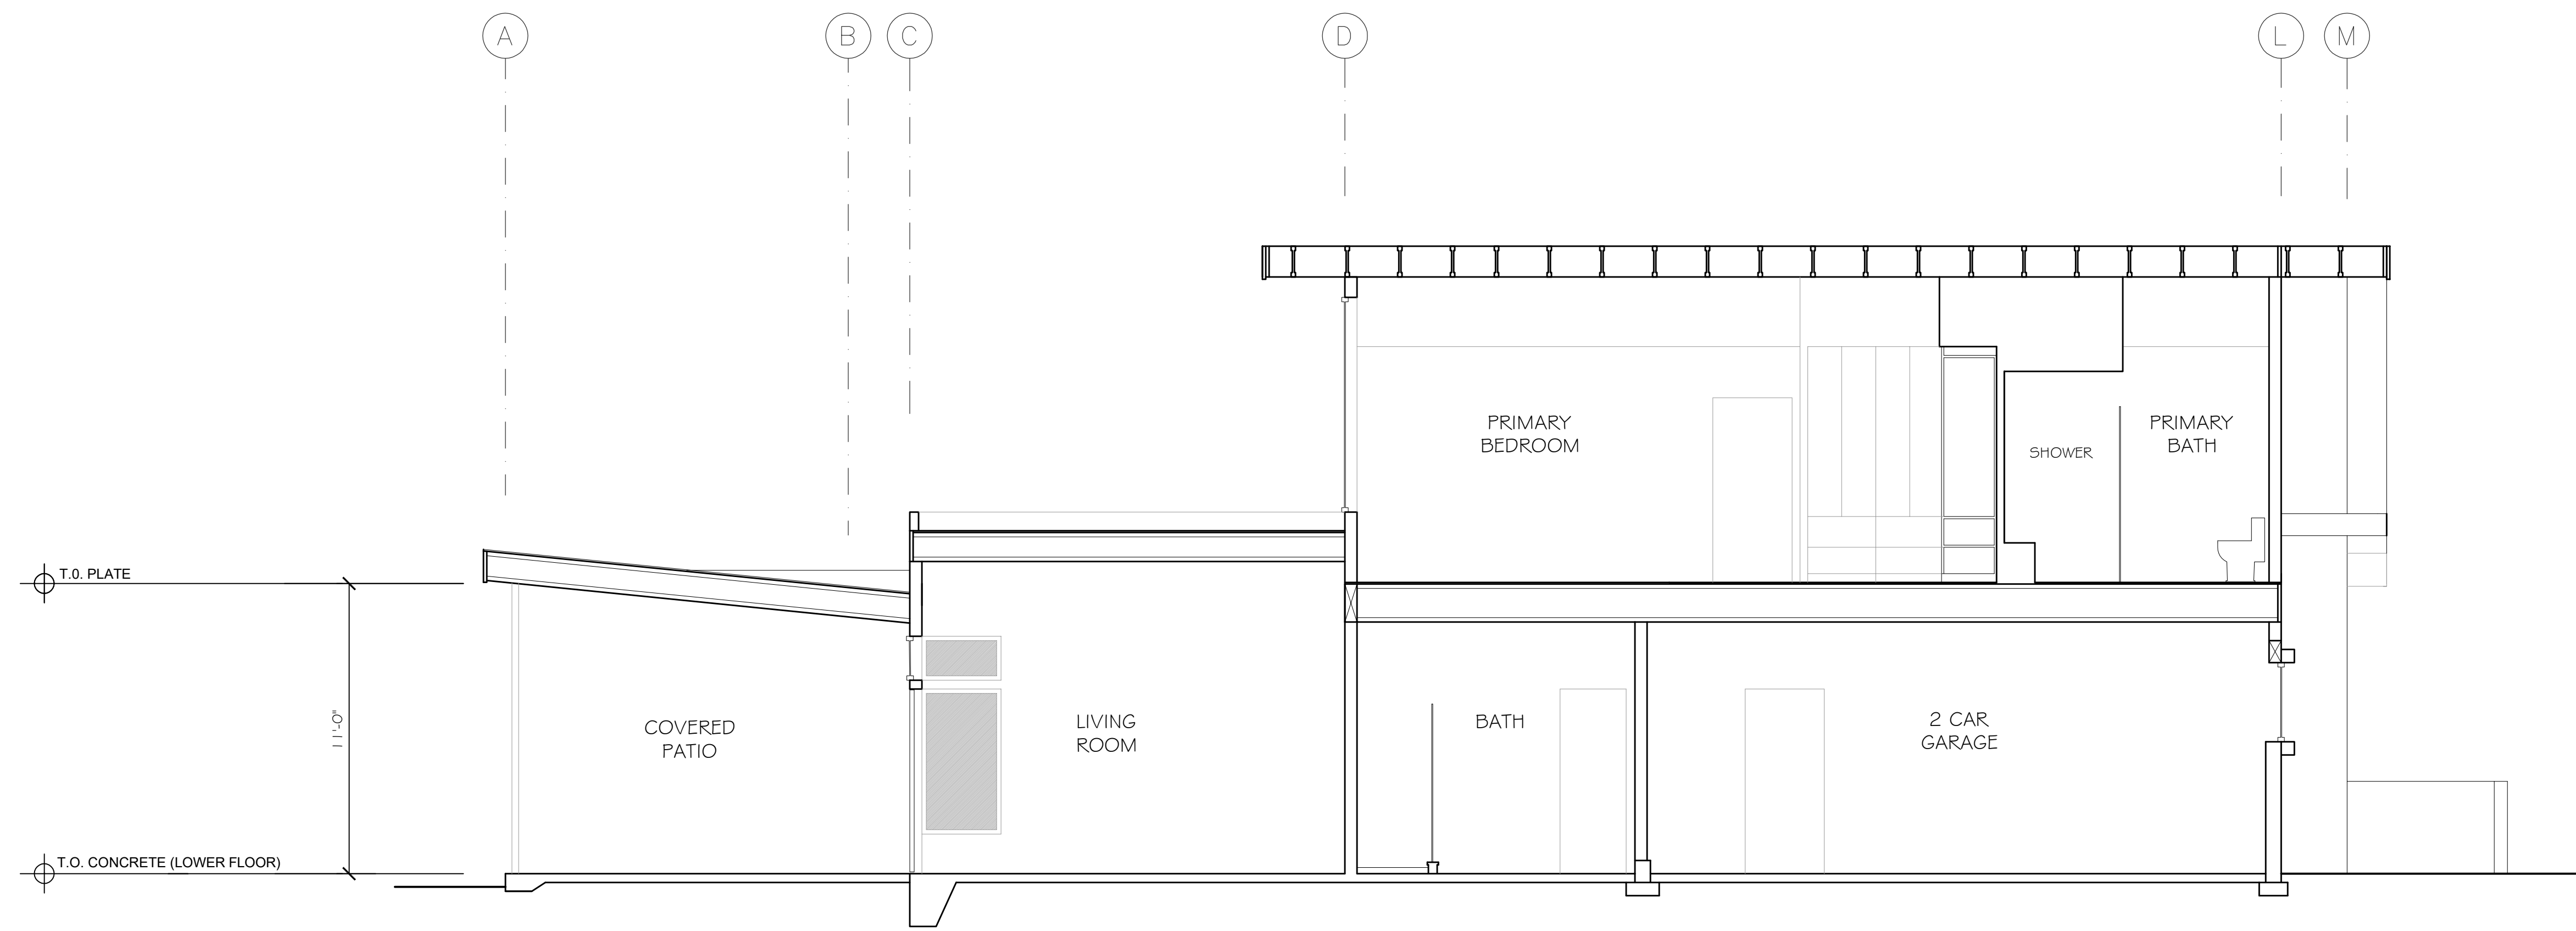 A
B
C
D
L
M
PRIMARY
BEDROOM
SHOWER
PRIMARY
BATH
T.0. PLATE
11'-0"
COVERED
PATIO
LIVING
ROOM
BATH
2 CAR
GARAGE
T.O. CONCRETE (LOWER FLOOR)